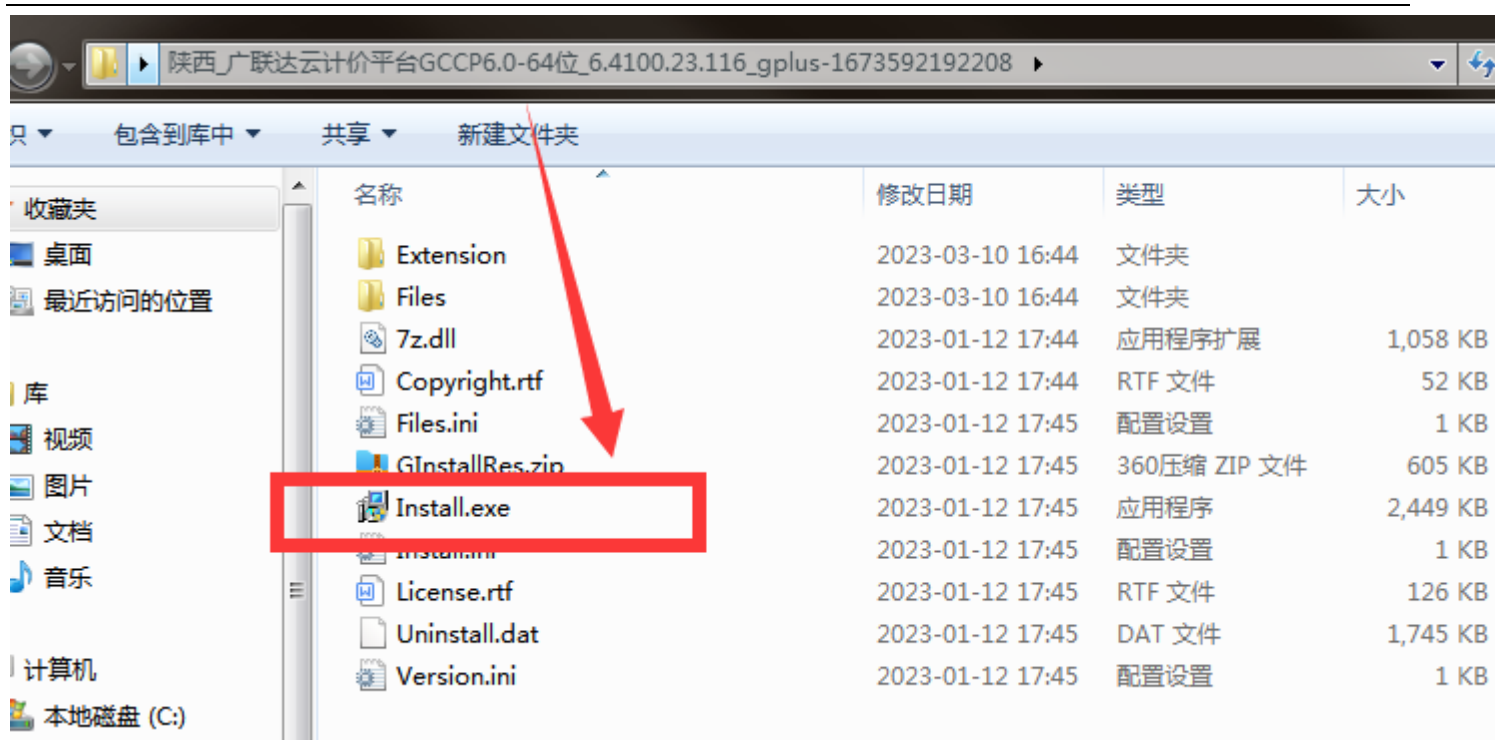 陕西_广联达云计价平台GCCP6.0-64位_6.4100.23.116_gplus-1673592192208
包含到库中 共享 新建文件夹
名称 修改日期 类型 大小
收藏夹
桌面
最近访问的位置
库
视频
图片
文档
音乐
计算机
本地磁盘 (C:)
Extension 2023-03-10 16:44 文件夹
Files 2023-03-10 16:44 文件夹
7z.dll 2023-01-12 17:44 应用程序扩展 1,058 KB
Copyright.rtf 2023-01-12 17:44 RTF 文件 52 KB
Files.ini 2023-01-12 17:45 配置设置 1 KB
GInstallRes.zip 2023-01-12 17:45 360压缩 ZIP 文件 605 KB
Install.exe 2023-01-12 17:45 应用程序 2,449 KB
Install.ini 2023-01-12 17:45 配置设置 1 KB
License.rtf 2023-01-12 17:45 RTF 文件 126 KB
Uninstall.dat 2023-01-12 17:45 DAT 文件 1,745 KB
Version.ini 2023-01-12 17:45 配置设置 1 KB